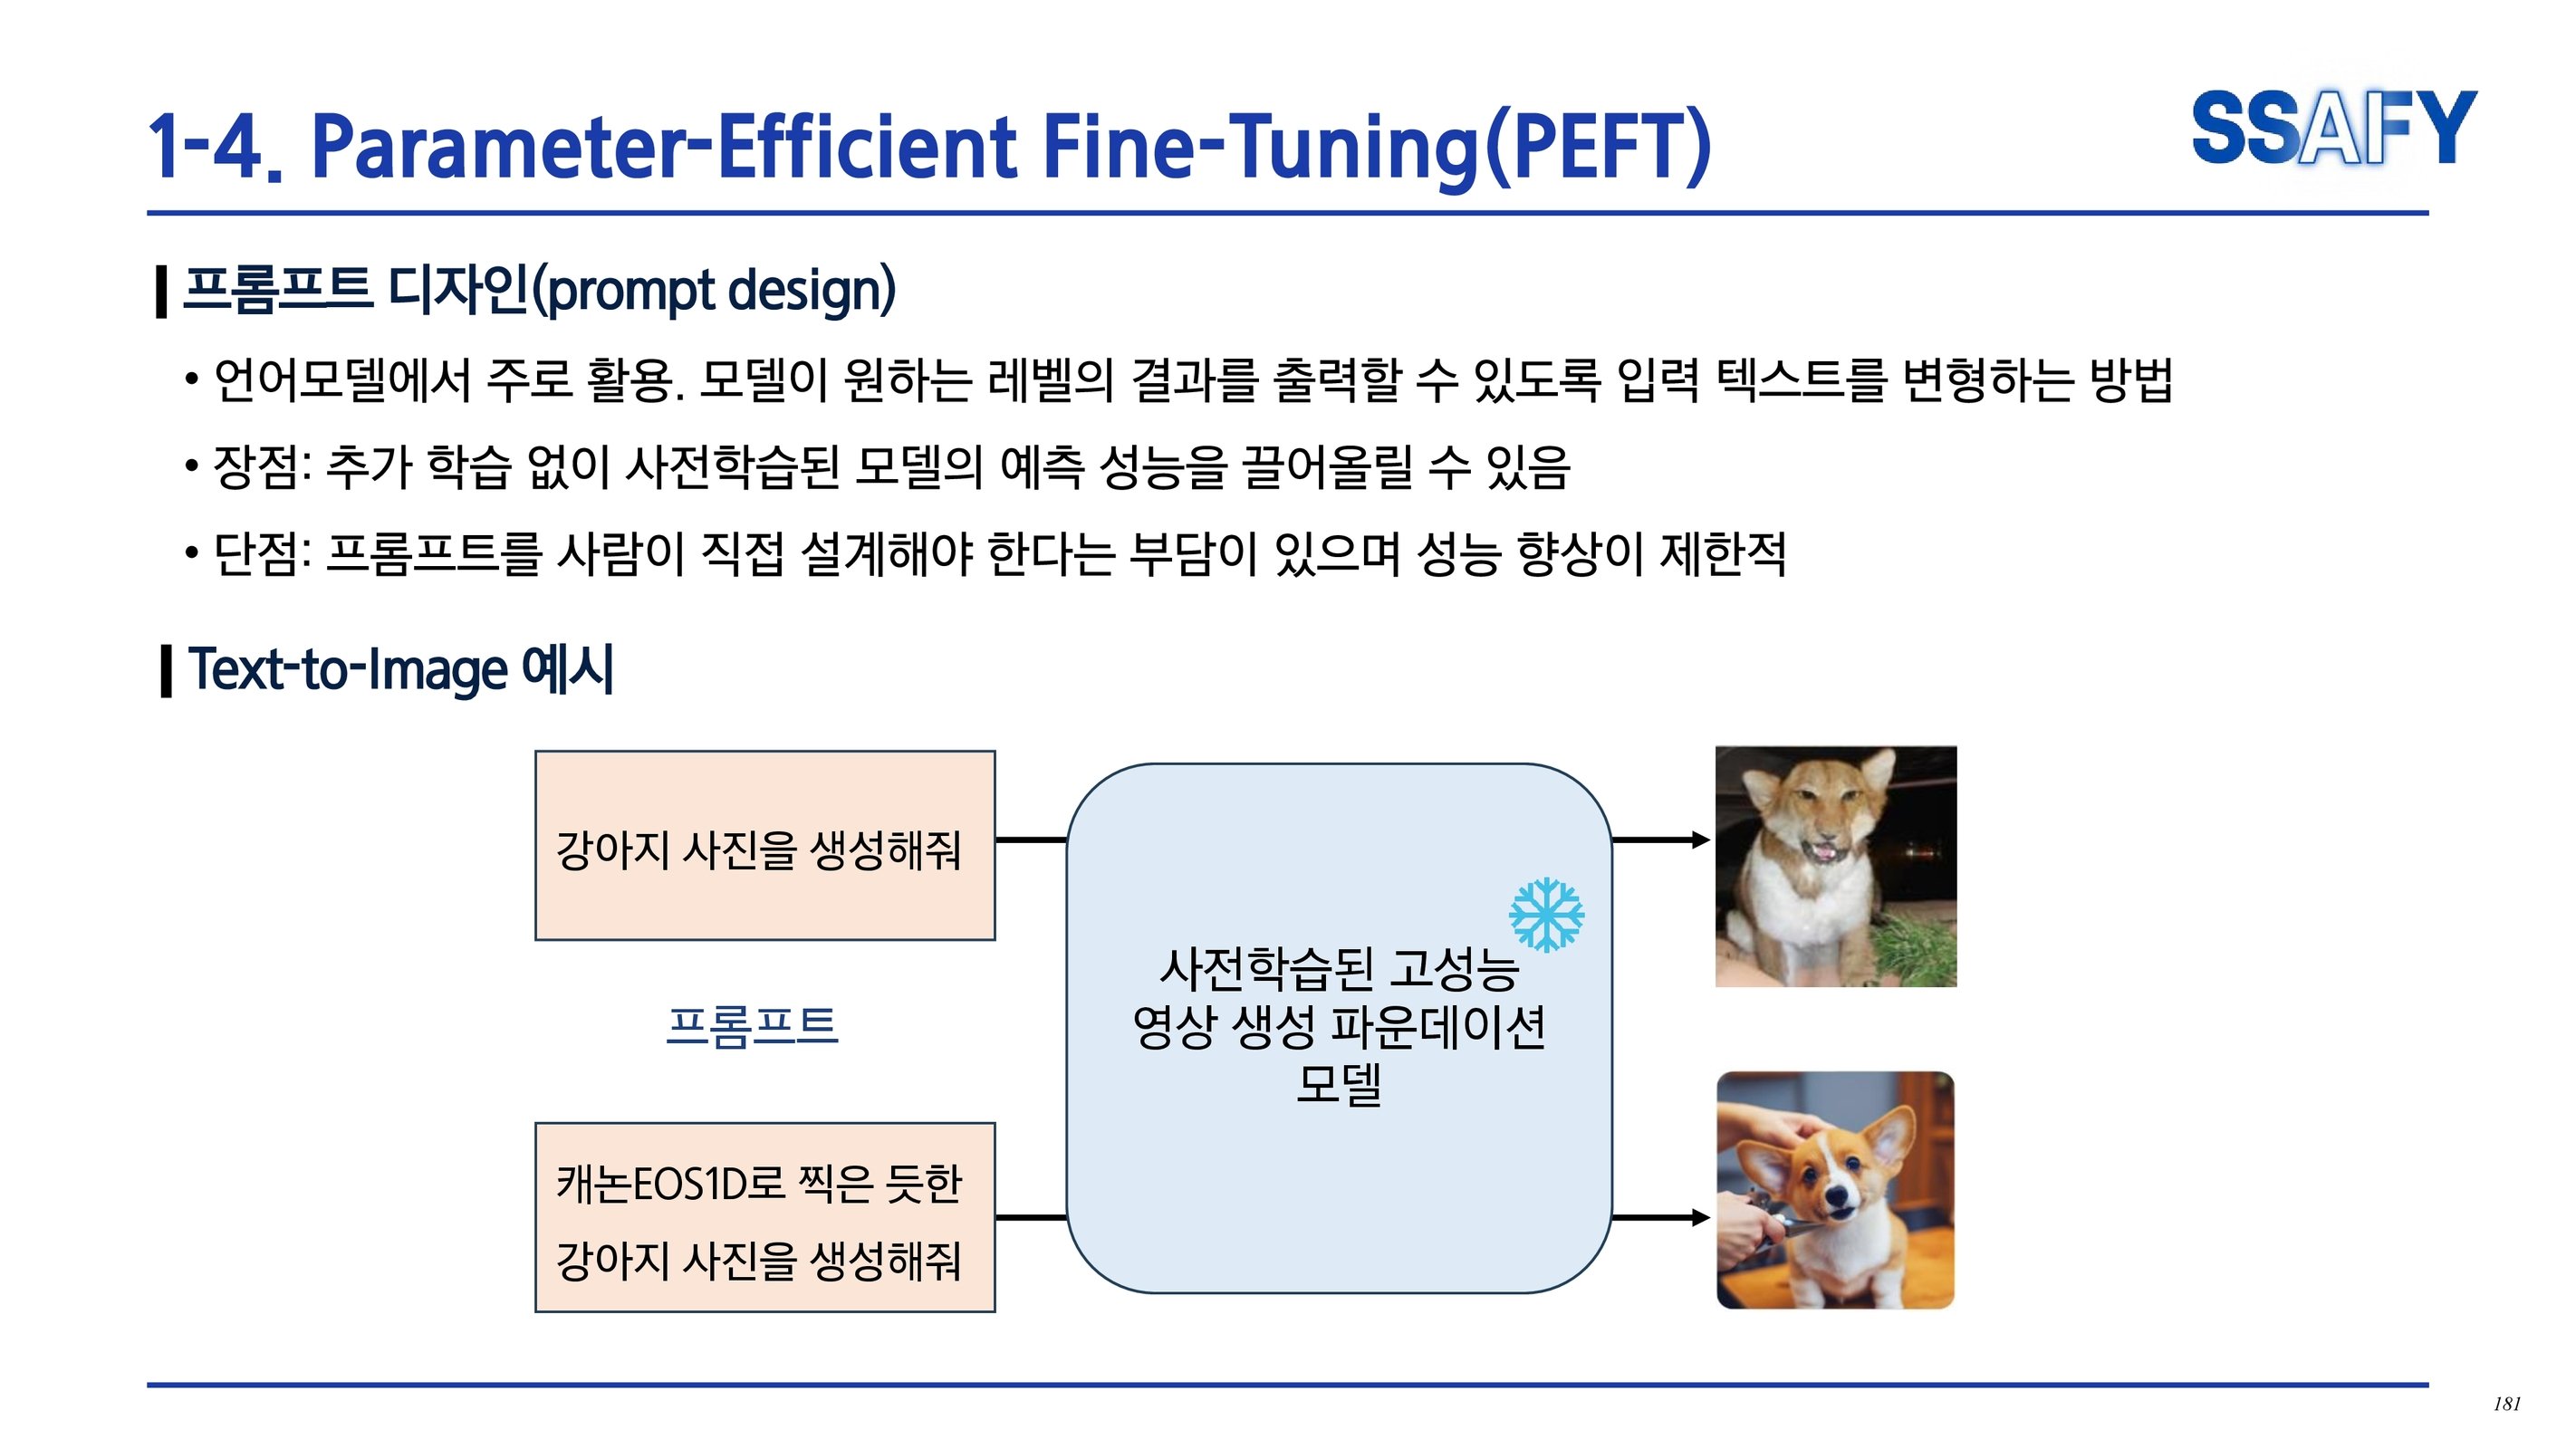 1-4. Parameter-Efficient Fine-Tuning(PEFT)
SSAFY
프롬프트 디자인(prompt design)
• 언어모델에서 주로 활용. 모델이 원하는 레벨의 결과를 출력할 수 있도록 입력 텍스트를 변형하는 방법
• 장점: 추가 학습 없이 사전학습된 모델의 예측 성능을 끌어올릴 수 있음
• 단점: 프롬프트를 사람이 직접 설계해야 한다는 부담이 있으며 성능 향상이 제한적
Text-to-Image 예시
강아지 사진을 생성해줘
프롬프트
캐논EOS1D로 찍은 듯한
강아지 사진을 생성해줘
사전학습된 고성능
영상 생성 파운데이션
모델
181